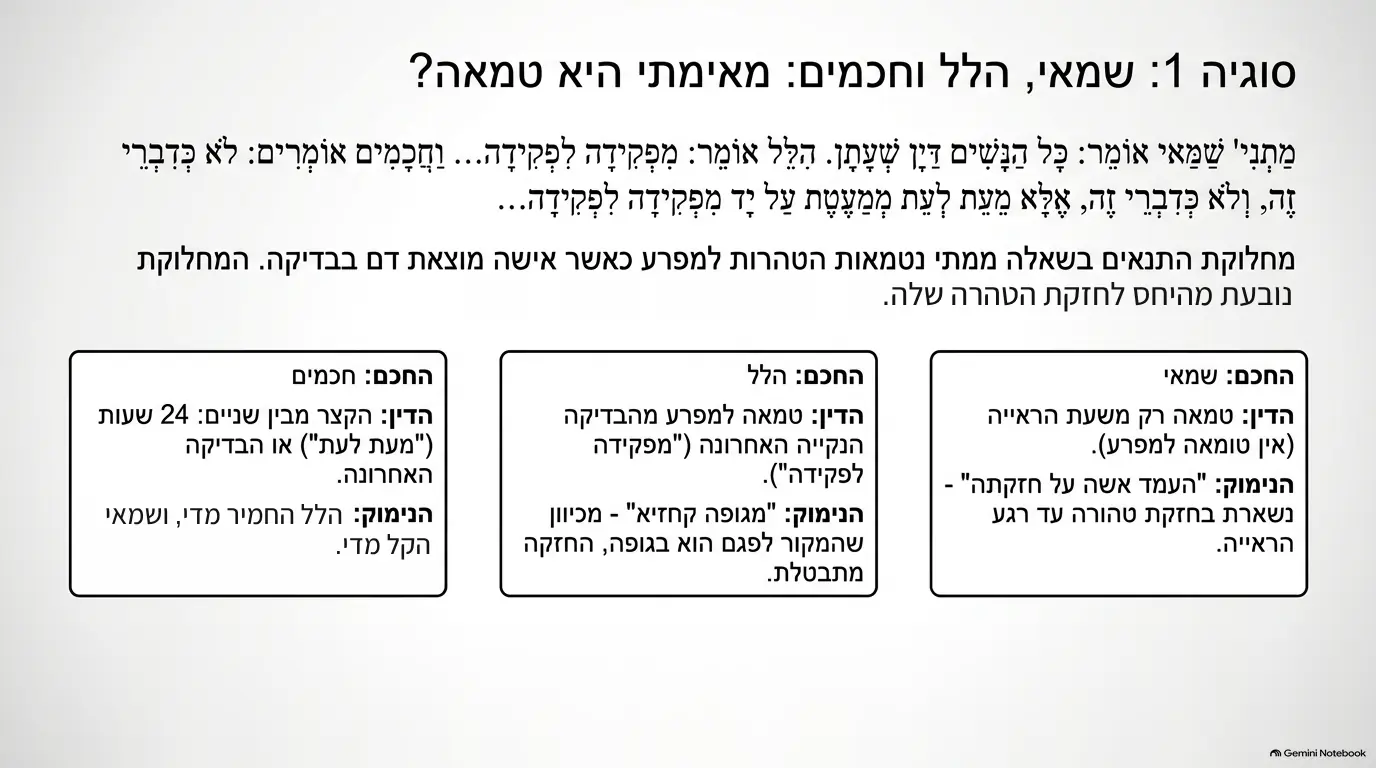 סוגיה 1: שמאי, הלל וחכמים: מאימתי היא טמאה?
מַתְנִי' שַׁמַּאי אוֹמֵר: כׇּל הַנָּשִׁים דַּיָּין שְׁעָתָן. הִלֵּל אוֹמֵר: מִפְּקִידָה לִפְקִידָה... וַחֲכָמִים אוֹמְרִים: לֹא כְּדִבְרֵי
זֶה, וְלֹא כְּדִבְרֵי זֶה, אֶלָּא מֵעֵת לְעֵת מְמַעֶטֶת עַל יָד מִפְּקִידָה לִפְקִידָה...
מחלוקת התנאים בשאלה ממתי נטמאות הטהרות למפרע כאשר אישה מוצאת דם בבדיקה. המחלוקת
נובעת מהיחס לחזקת הטהרה שלה.
החכם: שמאי
הדין: טמאה רק משעת הראייה
(אין טומאה למפרע).
הנימוק: "העמד אשה על חזקתה" -
נשארת בחזקת טהורה עד רגע
הראייה.
החכם: הלל
הדין: טמאה למפרע מהבדיקה
הנקייה האחרונה ("מפקידה
לפקידה").
הנימוק: "מגופה קחזיא" - מכיוון
שהמקור לפגם הוא בגופה, החזקה
מתבטלת.
החכם: חכמים
הדין: הקצר מבין שניים: 24 שעות
("מעת לעת") או הבדיקה
האחרונה.
הנימוק: הלל החמיר מדי, ושמאי
הקל מדי.
Gemini Notebook